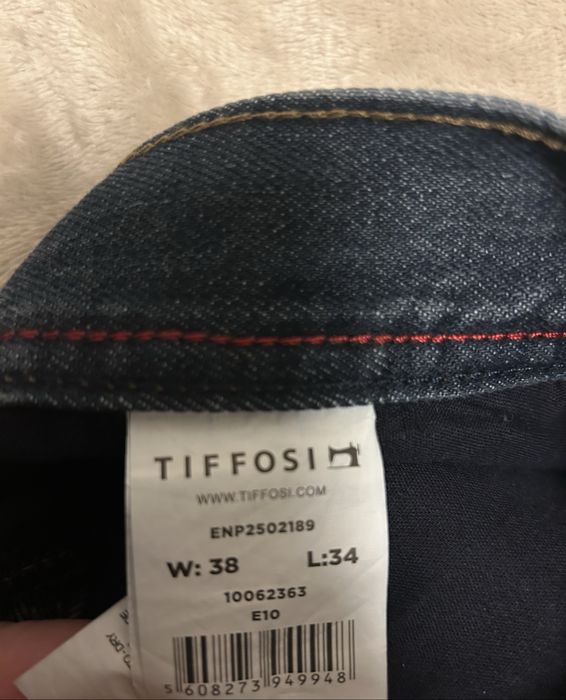 TIFFOSI
WWW.TIFFOSI.COM
ENP2502189
W: 38 L:34
10062363
E10
5 608273 949948